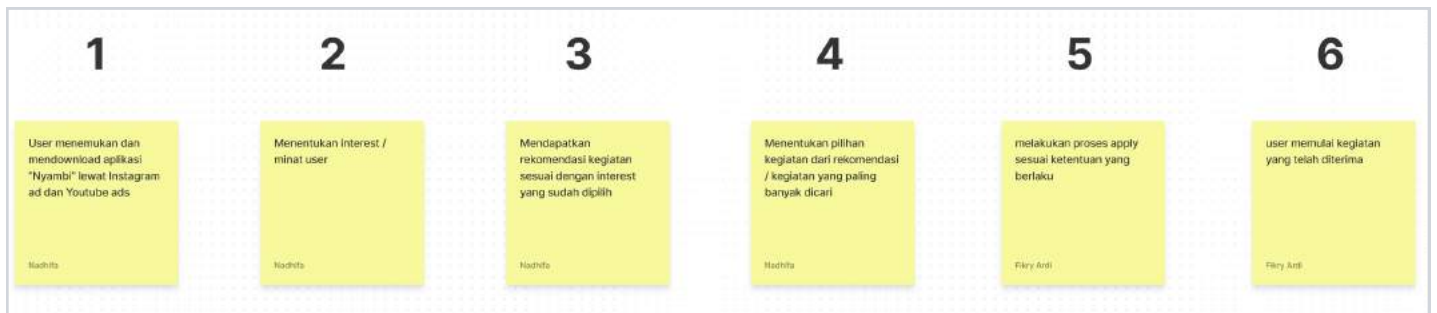 1
2
3
4
5
6
User menemukan dan
mendownload aplikasi
"Nyambi" lewat Instagram
ad dan Youtube ads
Nadhifa
Menentukan interest /
minat user
Nadhifa
Mendapatkan
rekomendasi kegiatan
sesuai dengan interest
yang sudah dipilih
Nadhifa
Menentukan pilihan
kegiatan dari rekomendasi
/ kegiatan yang paling
banyak dicari
Nadhifa
melakukan proses apply
sesuai ketentuan yang
berlaku
Fikry Ardi
user memulai kegiatan
yang telah diterima
Fikry Ardi